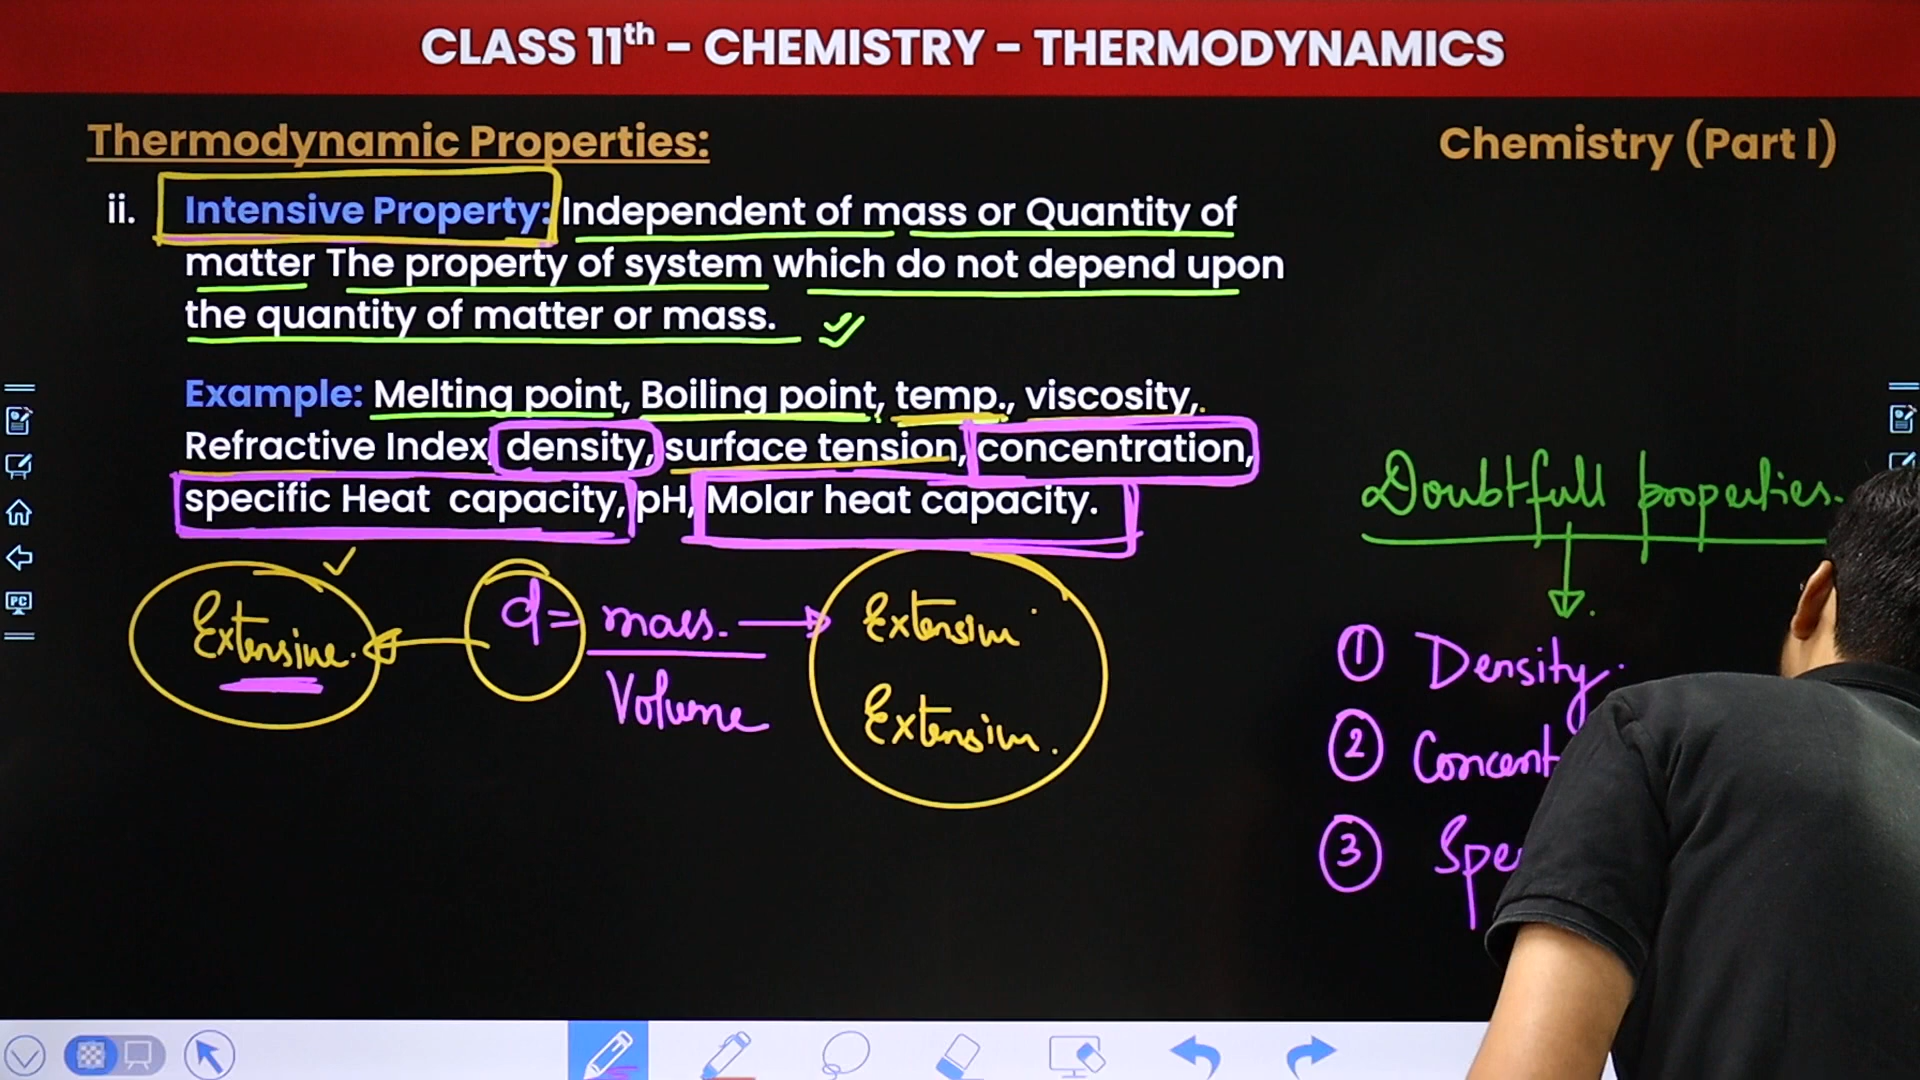 CLASS 11th - CHEMISTRY - THERMODYNAMICS
Thermodynamic Properties:
Chemistry (Part I)
ii. Intensive Property: Independent of mass or Quantity of
matter The property of system which do not depend upon
the quantity of matter or mass.
Example: Melting point, Boiling point, temp., viscosity,
Refractive Index, density, surface tension, concentration,
specific Heat capacity, pH, Molar heat capacity.
Doubtfull properties.
Extensive.
d = mass.
Volume
Extensive
Extensive.
1 Density.
2 Concent
3 Spe
PC